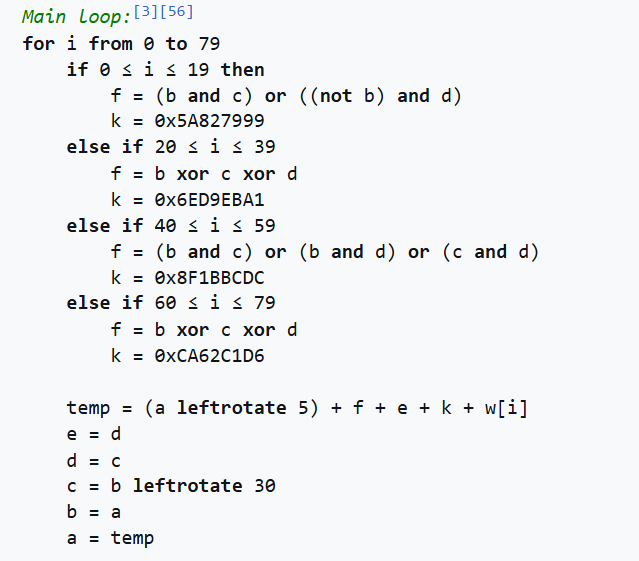 Main loop:[3][56]
for i from 0 to 79
    if 0 ≤ i ≤ 19 then
        f = (b and c) or ((not b) and d)
        k = 0x5A827999
    else if 20 ≤ i ≤ 39
        f = b xor c xor d
        k = 0x6ED9EBA1
    else if 40 ≤ i ≤ 59
        f = (b and c) or (b and d) or (c and d)
        k = 0x8F1BBCDC
    else if 60 ≤ i ≤ 79
        f = b xor c xor d
        k = 0xCA62C1D6

    temp = (a leftrotate 5) + f + e + k + w[i]
    e = d
    d = c
    c = b leftrotate 30
    b = a
    a = temp